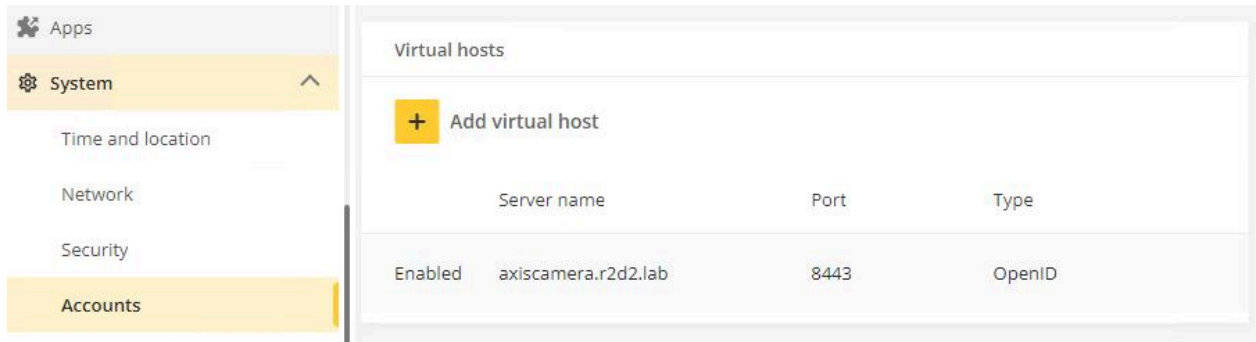 Apps
System
Time and location
Network
Security
Accounts
Virtual hosts
Add virtual host
Server name Port Type
Enabled axiscamera.r2d2.lab 8443 OpenID